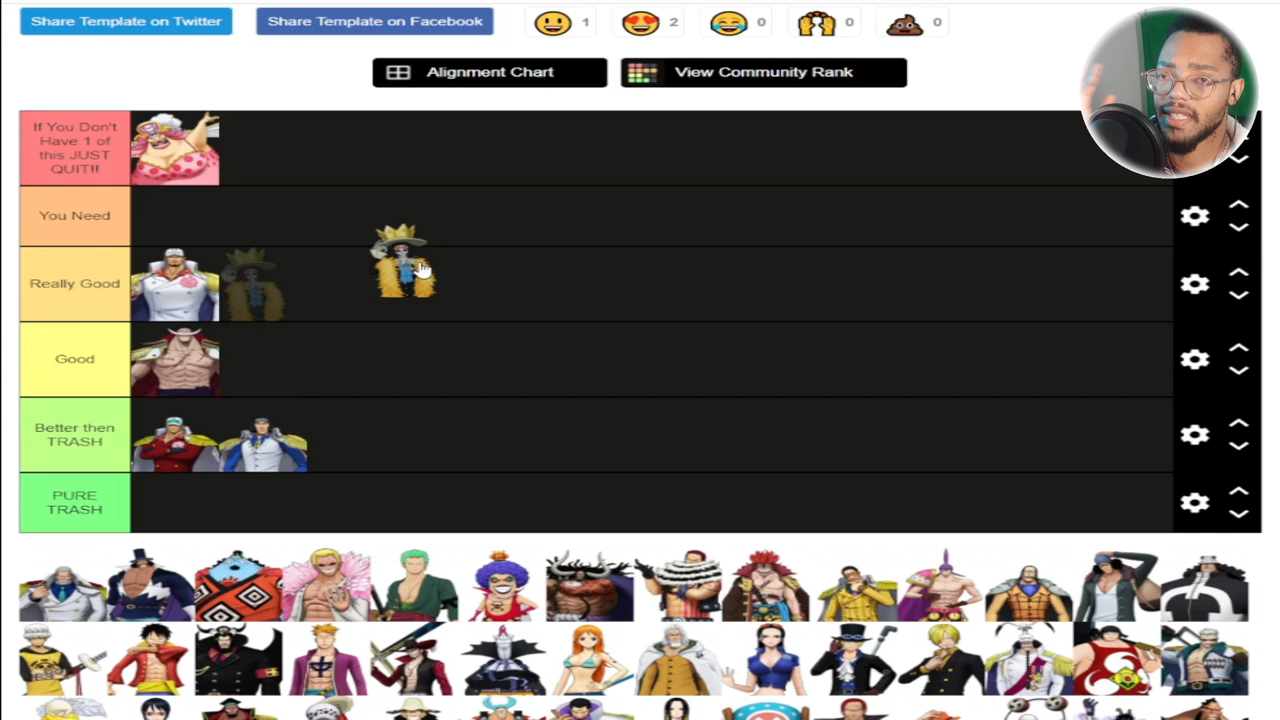 Share Template on Twitter
Share Template on Facebook
1
2
0
0
0
Alignment Chart
View Community Rank
If You Don't
Have 1 of
this JUST
QUIT!!
You Need
Really Good
Good
Better then
TRASH
PURE
TRASH